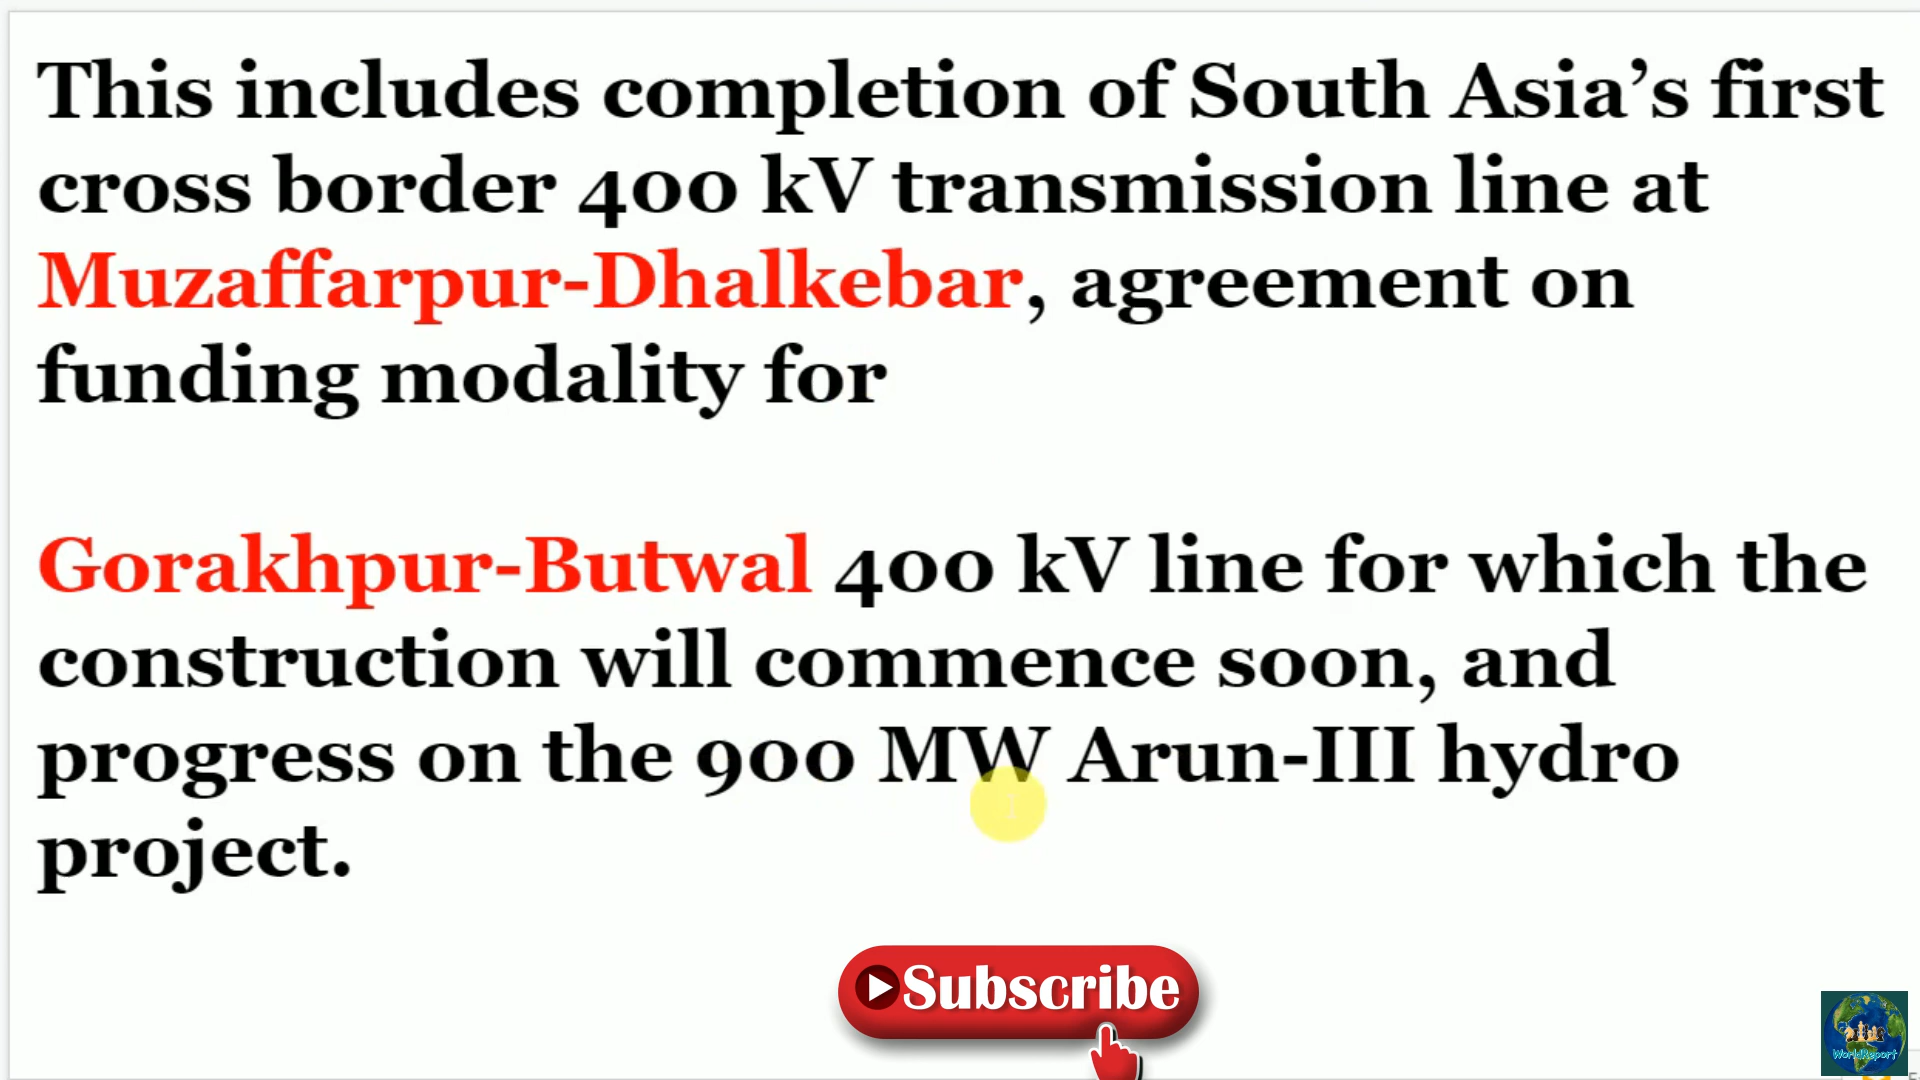 This includes completion of South Asia’s first
cross border 400 kV transmission line at
Muzaffarpur-Dhalkebar, agreement on
funding modality for
Gorakhpur-Butwal 400 kV line for which the
construction will commence soon, and
progress on the 900 MW Arun-III hydro
project.
Subscribe
WorldReport